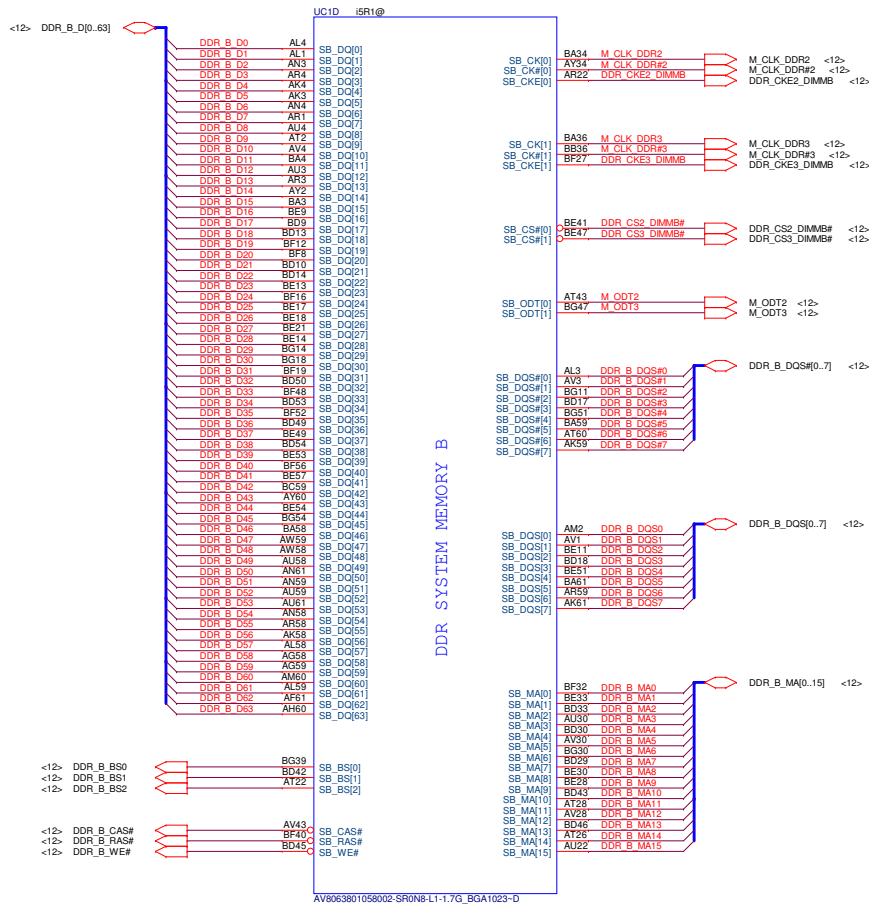 UC1D i5R1@
<12> DDR_B_D[0..63]
DDR_B_D0 AL4 SB_DQ[0]
DDR_B_D1 AL1 SB_DQ[1]
DDR_B_D2 AN3 SB_DQ[2]
DDR_B_D3 AR4 SB_DQ[3]
DDR_B_D4 AK4 SB_DQ[4]
DDR_B_D5 AK3 SB_DQ[5]
DDR_B_D6 AN4 SB_DQ[6]
DDR_B_D7 AR1 SB_DQ[7]
DDR_B_D8 AU4 SB_DQ[8]
DDR_B_D9 AT2 SB_DQ[9]
DDR_B_D10 AV4 SB_DQ[10]
DDR_B_D11 BA4 SB_DQ[11]
DDR_B_D12 AU3 SB_DQ[12]
DDR_B_D13 AR3 SB_DQ[13]
DDR_B_D14 AY2 SB_DQ[14]
DDR_B_D15 BA3 SB_DQ[15]
DDR_B_D16 BE9 SB_DQ[16]
DDR_B_D17 BD9 SB_DQ[17]
DDR_B_D18 BD13 SB_DQ[18]
DDR_B_D19 BF12 SB_DQ[19]
DDR_B_D20 BF8 SB_DQ[20]
DDR_B_D21 BD10 SB_DQ[21]
DDR_B_D22 BD14 SB_DQ[22]
DDR_B_D23 BE13 SB_DQ[23]
DDR_B_D24 BF16 SB_DQ[24]
DDR_B_D25 BE17 SB_DQ[25]
DDR_B_D26 BE18 SB_DQ[26]
DDR_B_D27 BE21 SB_DQ[27]
DDR_B_D28 BE14 SB_DQ[28]
DDR_B_D29 BG14 SB_DQ[29]
DDR_B_D30 BG18 SB_DQ[30]
DDR_B_D31 BF19 SB_DQ[31]
DDR_B_D32 BD50 SB_DQ[32]
DDR_B_D33 BF48 SB_DQ[33]
DDR_B_D34 BD53 SB_DQ[34]
DDR_B_D35 BF52 SB_DQ[35]
DDR_B_D36 BD49 SB_DQ[36]
DDR_B_D37 BE49 SB_DQ[37]
DDR_B_D38 BD54 SB_DQ[38]
DDR_B_D39 BE53 SB_DQ[39]
DDR_B_D40 BF56 SB_DQ[40]
DDR_B_D41 BE57 SB_DQ[41]
DDR_B_D42 BC59 SB_DQ[42]
DDR_B_D43 AY60 SB_DQ[43]
DDR_B_D44 BE54 SB_DQ[44]
DDR_B_D45 BG54 SB_DQ[45]
DDR_B_D46 BA58 SB_DQ[46]
DDR_B_D47 AW59 SB_DQ[47]
DDR_B_D48 AW58 SB_DQ[48]
DDR_B_D49 AU58 SB_DQ[49]
DDR_B_D50 AN61 SB_DQ[50]
DDR_B_D51 AN59 SB_DQ[51]
DDR_B_D52 AU59 SB_DQ[52]
DDR_B_D53 AU61 SB_DQ[53]
DDR_B_D54 AN58 SB_DQ[54]
DDR_B_D55 AR58 SB_DQ[55]
DDR_B_D56 AK58 SB_DQ[56]
DDR_B_D57 AL58 SB_DQ[57]
DDR_B_D58 AG58 SB_DQ[58]
DDR_B_D59 AG59 SB_DQ[59]
DDR_B_D60 AM60 SB_DQ[60]
DDR_B_D61 AL59 SB_DQ[61]
DDR_B_D62 AF61 SB_DQ[62]
DDR_B_D63 AH60 SB_DQ[63]
<12> DDR_B_BS0 BG39 SB_BS[0]
<12> DDR_B_BS1 BD42 SB_BS[1]
<12> DDR_B_BS2 AT22 SB_BS[2]
<12> DDR_B_CAS# AV43 SB_CAS#
<12> DDR_B_RAS# BF40 SB_RAS#
<12> DDR_B_WE# BD45 SB_WE#
DDR SYSTEM MEMORY B
SB_CK[0] BA34 M_CLK_DDR2 M_CLK_DDR2 <12>
SB_CK#[0] AY34 M_CLK_DDR#2 M_CLK_DDR#2 <12>
SB_CKE[0] AR22 DDR_CKE2_DIMMB DDR_CKE2_DIMMB <12>
SB_CK[1] BA36 M_CLK_DDR3 M_CLK_DDR3 <12>
SB_CK#[1] BB36 M_CLK_DDR#3 M_CLK_DDR#3 <12>
SB_CKE[1] BF27 DDR_CKE3_DIMMB DDR_CKE3_DIMMB <12>
SB_CS#[0] BE41 DDR_CS2_DIMMB# DDR_CS2_DIMMB# <12>
SB_CS#[1] BE47 DDR_CS3_DIMMB# DDR_CS3_DIMMB# <12>
SB_ODT[0] AT43 M_ODT2 M_ODT2 <12>
SB_ODT[1] BG47 M_ODT3 M_ODT3 <12>
DDR_B_DQS#[0..7] <12>
SB_DQS#[0] AL3 DDR_B_DQS#0
SB_DQS#[1] AV3 DDR_B_DQS#1
SB_DQS#[2] BG11 DDR_B_DQS#2
SB_DQS#[3] BD17 DDR_B_DQS#3
SB_DQS#[4] BG51 DDR_B_DQS#4
SB_DQS#[5] BA59 DDR_B_DQS#5
SB_DQS#[6] AT60 DDR_B_DQS#6
SB_DQS#[7] AK59 DDR_B_DQS#7
DDR_B_DQS[0..7] <12>
SB_DQS[0] AM2 DDR_B_DQS0
SB_DQS[1] AV1 DDR_B_DQS1
SB_DQS[2] BE11 DDR_B_DQS2
SB_DQS[3] BD18 DDR_B_DQS3
SB_DQS[4] BE51 DDR_B_DQS4
SB_DQS[5] BA61 DDR_B_DQS5
SB_DQS[6] AR59 DDR_B_DQS6
SB_DQS[7] AK61 DDR_B_DQS7
DDR_B_MA[0..15] <12>
SB_MA[0] BF32 DDR_B_MA0
SB_MA[1] BE33 DDR_B_MA1
SB_MA[2] BD33 DDR_B_MA2
SB_MA[3] AU30 DDR_B_MA3
SB_MA[4] BD30 DDR_B_MA4
SB_MA[5] AV30 DDR_B_MA5
SB_MA[6] BG30 DDR_B_MA6
SB_MA[7] BD29 DDR_B_MA7
SB_MA[8] BE30 DDR_B_MA8
SB_MA[9] BE28 DDR_B_MA9
SB_MA[10] BD43 DDR_B_MA10
SB_MA[11] AT28 DDR_B_MA11
SB_MA[12] AV28 DDR_B_MA12
SB_MA[13] BD46 DDR_B_MA13
SB_MA[14] AT26 DDR_B_MA14
SB_MA[15] AU22 DDR_B_MA15
AV8063801058002-SR0N8-L1-1.7G_BGA1023~D